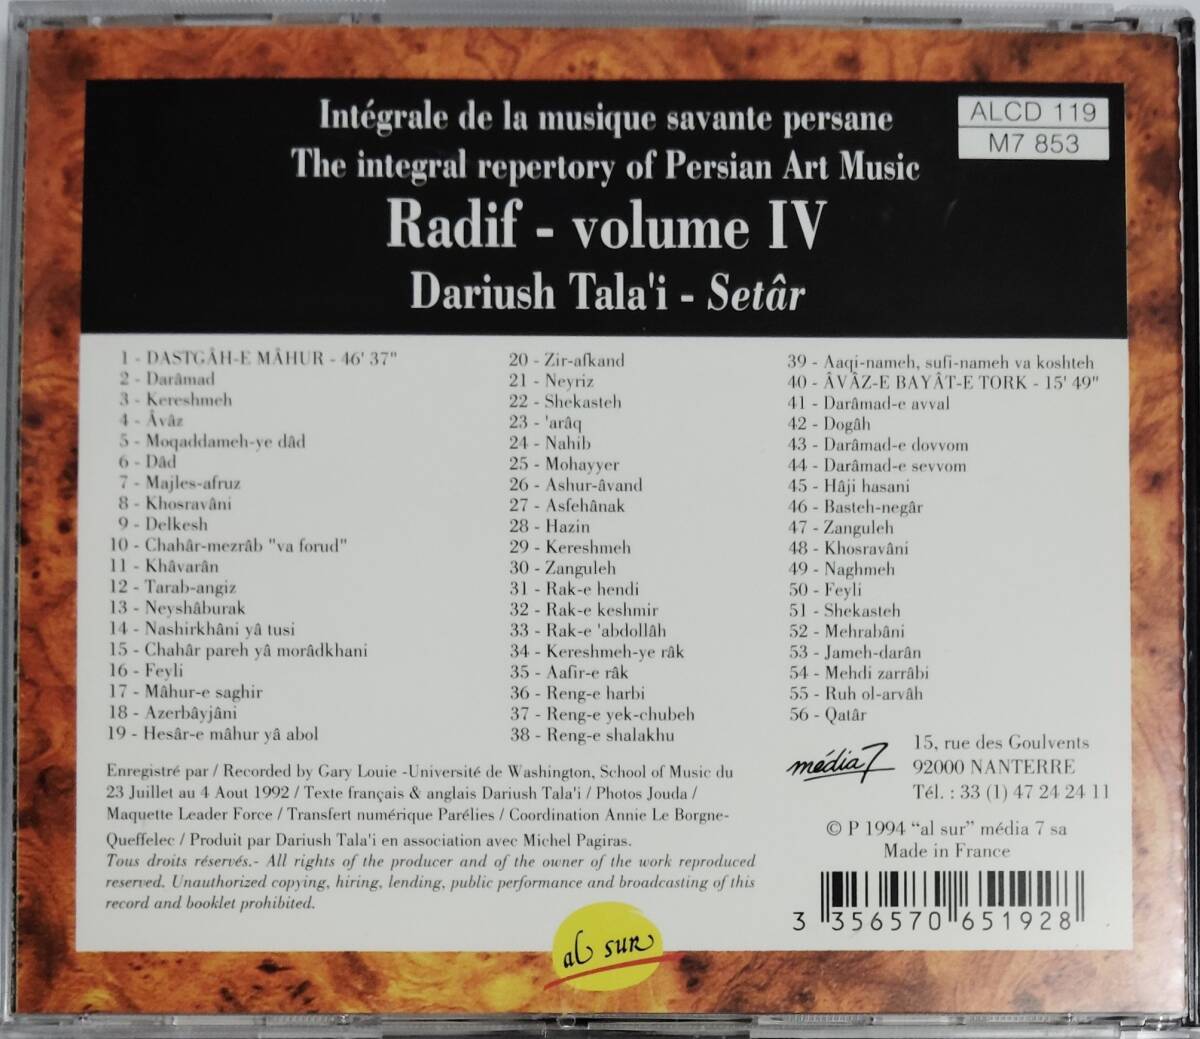 Intégrale de la musique savante persane
The integral repertory of Persian Art Music
Radif - volume IV
Dariush Tala'i - Setâr
ALCD 119
M7 853
1 - DASTGÂH-E MÂHUR - 46' 37"
2 - Darâmad
3 - Kereshmeh
4 - Âvâz
5 - Moqaddameh-ye dâd
6 - Dâd
7 - Majles-afruz
8 - Khosravâni
9 - Delkesh
10 - Chahâr-mezrâb "va forud"
11 - Khâvarân
12 - Tarab-angiz
13 - Neyshâburak
14 - Nashirkhâni yâ tusi
15 - Chahâr pareh yâ morâdkhani
16 - Feyli
17 - Mâhur-e saghir
18 - Azerbâyjâni
19 - Hesâr-e mâhur yâ abol
20 - Zir-afkand
21 - Neyriz
22 - Shekasteh
23 - 'arâq
24 - Nahib
25 - Mohayyer
26 - Ashur-âvand
27 - Asfehânak
28 - Hazin
29 - Kereshmeh
30 - Zanguleh
31 - Rak-e hendi
32 - Rak-e keshmir
33 - Rak-e 'abdollâh
34 - Kereshmeh-ye râk
35 - Aafir-e râk
36 - Reng-e harbi
37 - Reng-e yek-chubeh
38 - Reng-e shalakhu
39 - Aaqi-nameh, sufi-nameh va koshteh
40 - ÂVÂZ-E BAYÂT-E TORK - 15' 49"
41 - Darâmad-e avval
42 - Dogâh
43 - Darâmad-e dovvom
44 - Darâmad-e sevvom
45 - Hâji hasani
46 - Basteh-negâr
47 - Zanguleh
48 - Khosravâni
49 - Naghmeh
50 - Feyli
51 - Shekasteh
52 - Mehrabâni
53 - Jameh-darân
54 - Mehdi zarrâbi
55 - Ruh ol-arvâh
56 - Qatâr
Enregistré par / Recorded by Gary Louie -Université de Washington, School of Music du
23 Juillet au 4 Aout 1992 / Texte français & anglais Dariush Tala'i / Photos Jouda /
Maquette Leader Force / Transfert numérique Parélies / Coordination Annie Le Borgne-
Queffelec / Produit par Dariush Tala'i en association avec Michel Pagiras.
Tous droits réservés.- All rights of the producer and of the owner of the work reproduced
reserved. Unauthorized copying, hiring, lending, public performance and broadcasting of this
record and booklet prohibited.
média 7
15, rue des Goulvents
92000 NANTERRE
Tél. : 33 (1) 47 24 24 11
© P 1994 “al sur” média 7 sa
Made in France
3 356570 651928
al sur